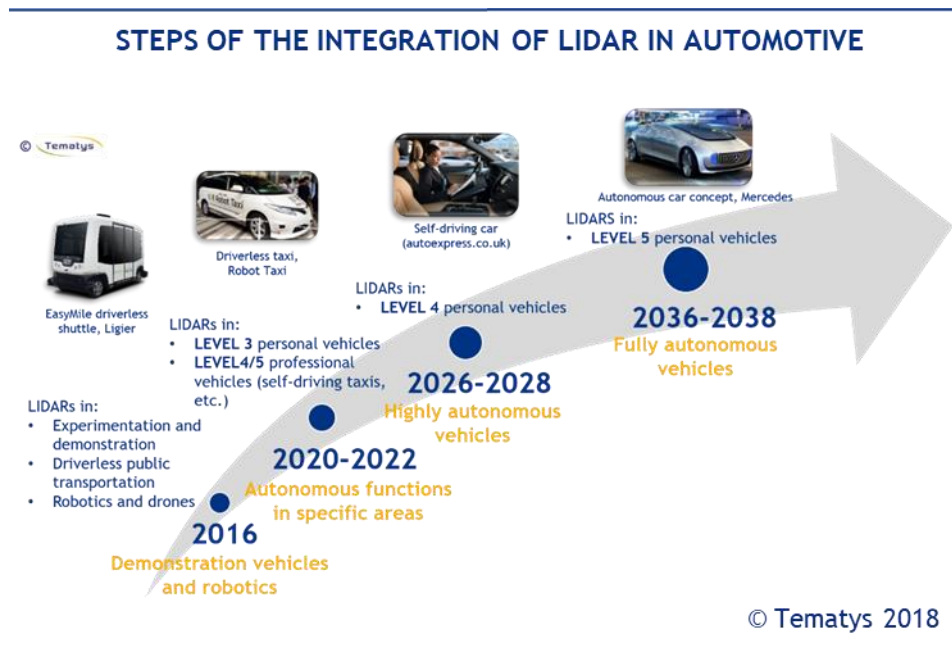 STEPS OF THE INTEGRATION OF LIDAR IN AUTOMOTIVE
© Tematys
EasyMile driverless
shuttle, Ligier
LIDARs in:
• Experimentation and
demonstration
• Driverless public
transportation
• Robotics and drones
2016
Demonstration vehicles
and robotics
Robot Taxi
Driverless taxi,
Robot Taxi
LIDARs in:
• LEVEL 3 personal vehicles
• LEVEL4/5 professional
vehicles (self-driving taxis,
etc.)
2020-2022
Autonomous functions
in specific areas
Self-driving car
(autoexpress.co.uk)
LIDARs in:
• LEVEL 4 personal vehicles
2026-2028
Highly autonomous
vehicles
Autonomous car concept, Mercedes
LIDARS in:
• LEVEL 5 personal vehicles
2036-2038
Fully autonomous
vehicles
© Tematys 2018